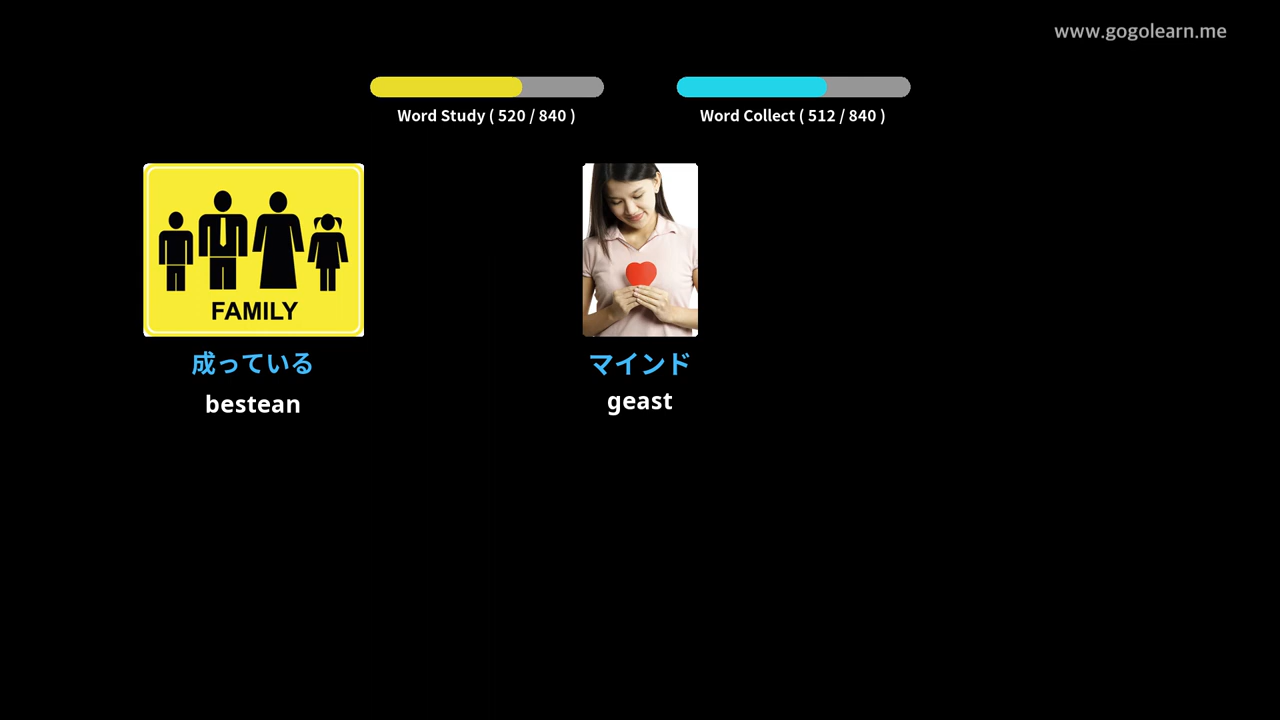 www.gogolearn.me
Word Study ( 520 / 840 )
Word Collect ( 512 / 840 )
FAMILY
成っている
マインド
bestean
geast